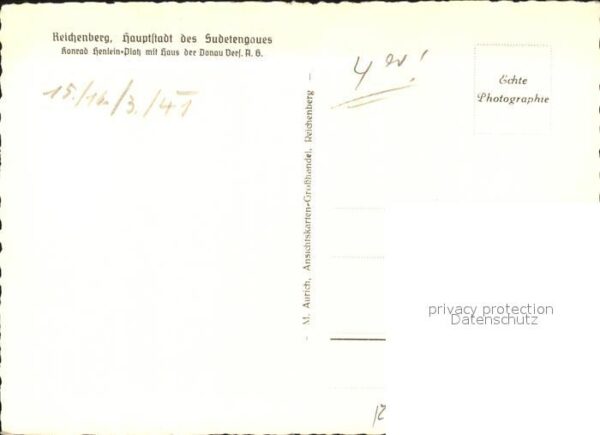 Reichenberg, Hauptstadt des Sudetengaues
Konrad Henlein-Platz mit Haus der Donau Vers. A. G.
15./16./3./41
Echte
Photographie
- M. Aurich, Ansichtskarten-Großhandel, Reichenberg -
privacy protection
Datenschutz